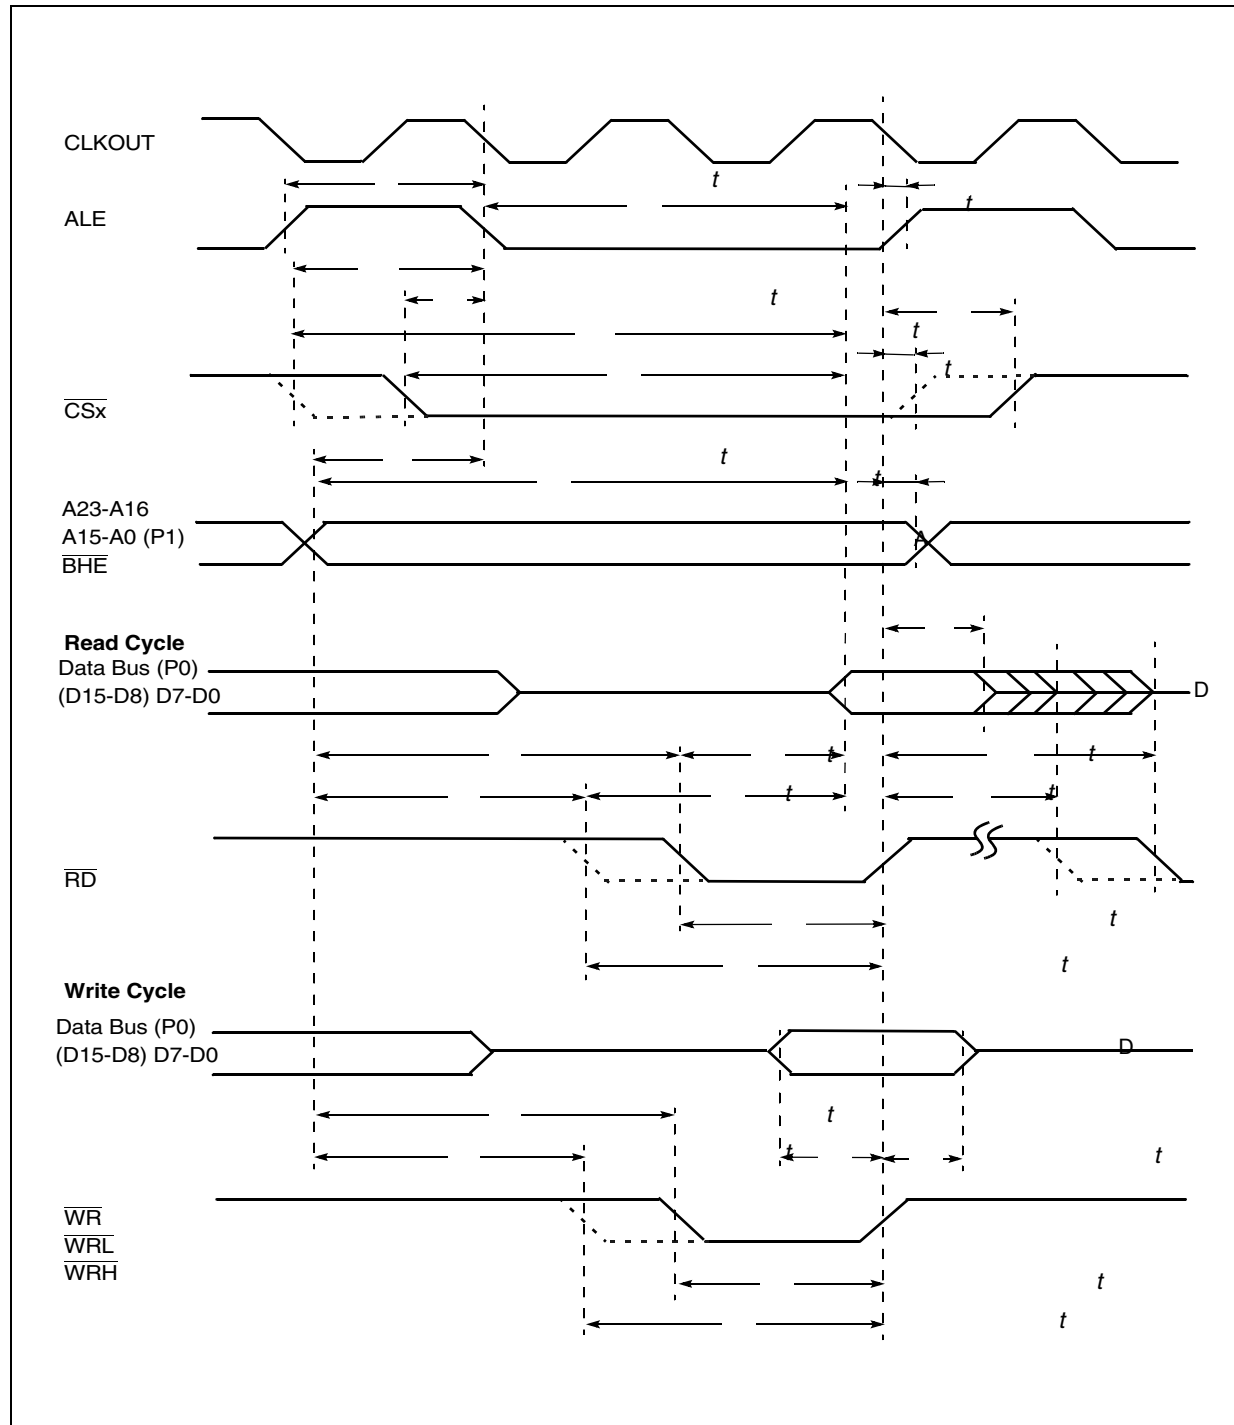 CLKOUT
t
ALE
t
t
t
t
CSx
t
t
A23-A16
A15-A0 (P1)
A
BHE
Read Cycle
Data Bus (P0)
(D15-D8) D7-D0
D
t
t
t
t
RD
t
t
Write Cycle
Data Bus (P0)
(D15-D8) D7-D0
D
t
t
t
WR
WRL
WRH
t
t